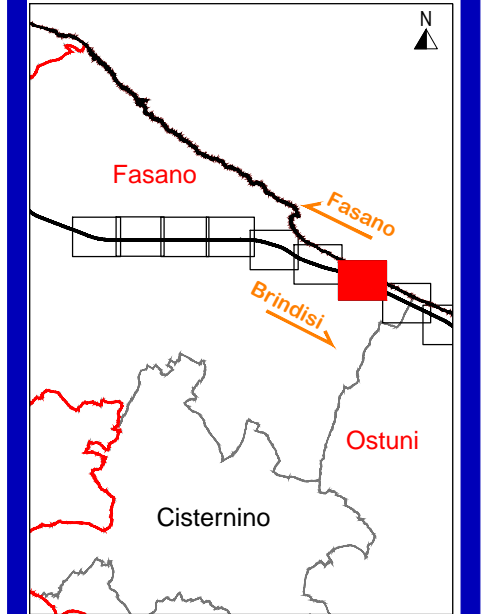 N
Fasano
Fasano
Brindisi
Ostuni
Cisternino